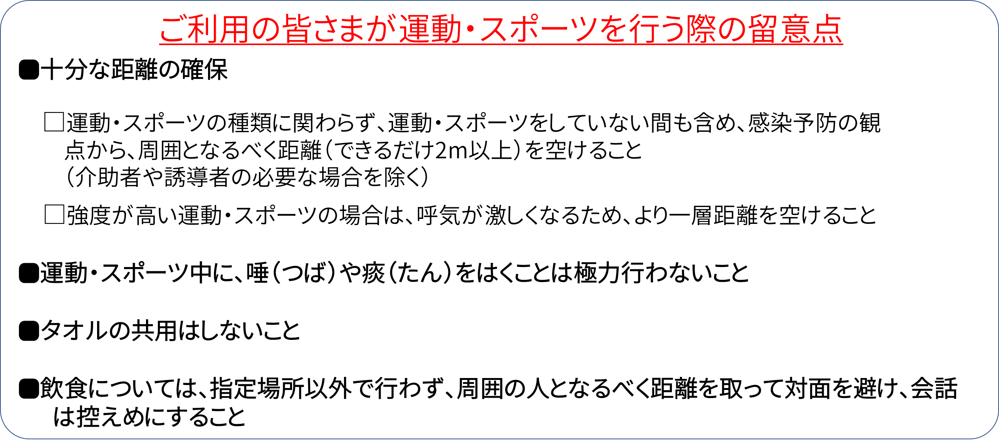 ご利用の皆さまが運動・スポーツを行う際の留意点
■十分な距離の確保
□運動・スポーツの種類に関わらず、運動・スポーツをしていない間も含め、感染予防の観
点から、周囲となるべく距離（できるだけ2m以上）を空けること
（介助者や誘導者の必要な場合を除く）
□強度が高い運動・スポーツの場合は、呼気が激しくなるため、より一層距離を空けること
■運動・スポーツ中に、唾（つば）や痰（たん）をはくことは極力行わないこと
■タオルの共用はしないこと
■飲食については、指定場所以外で行わず、周囲の人となるべく距離を取って対面を避け、会話
は控えめにすること